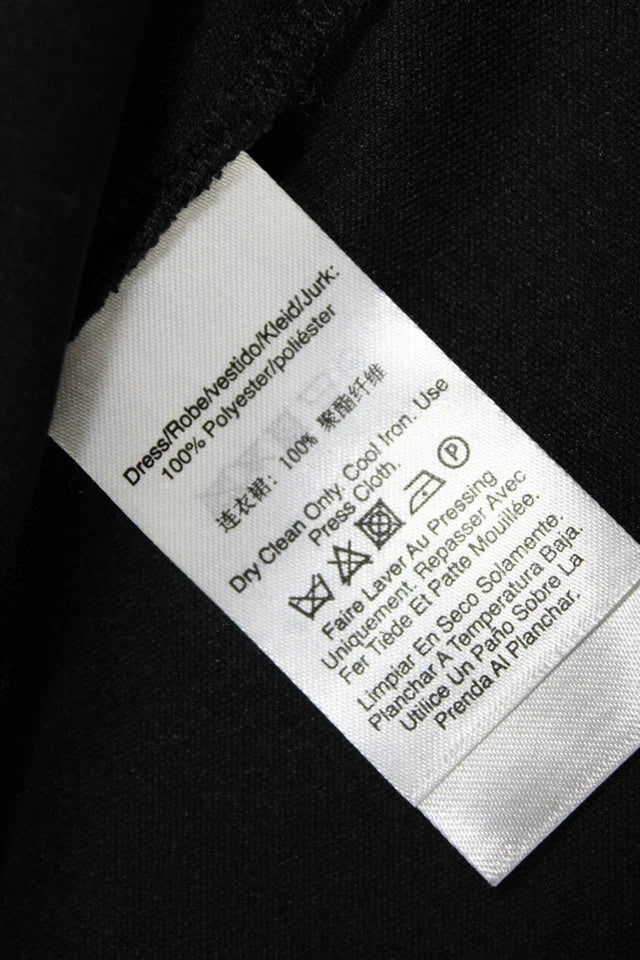 Dress/Robe/vestido/Kleid/Jurk:
100% Polyester/poliéster
连衣裙: 100% 聚酯纤维
Dry Clean Only. Cool Iron. Use
Press Cloth.
P
Faire Laver Au Pressing
Uniquement. Repasser Avec
Fer Tiède Et Patte Mouillée.
Limpiar En Seco Solamente.
Planchar A Temperatura Baja.
Utilice Un Paño Sobre La
Prenda Al Planchar.